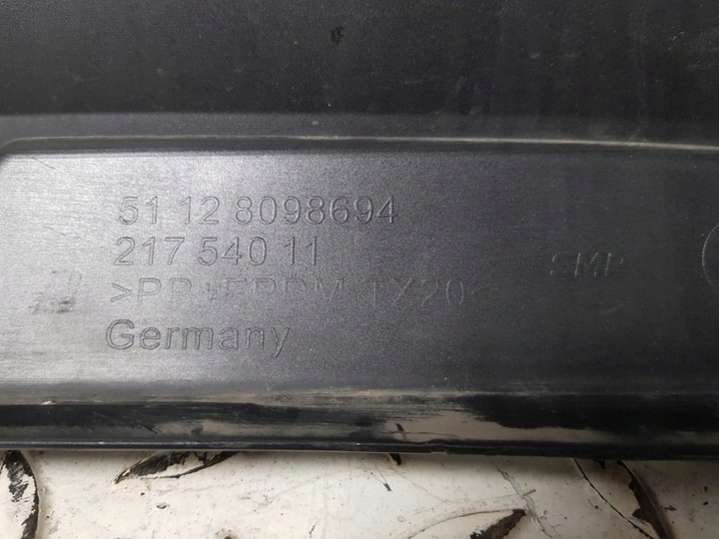 51 12 8098694
217 540 11
>PP+EPDM-TX20<
Germany
SMP